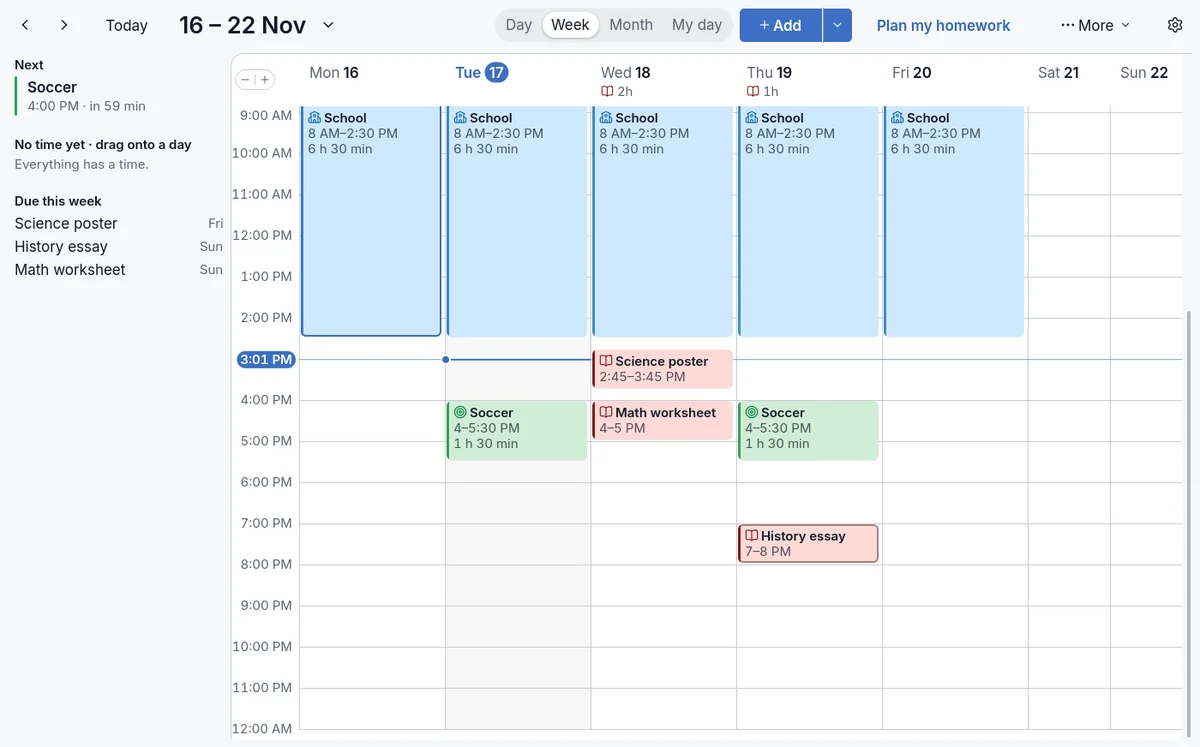 Today
16 – 22 Nov
Day Week Month My day
+ Add
Plan my homework
More
Next
Soccer
4:00 PM · in 59 min
No time yet · drag onto a day
Everything has a time.
Due this week
Science poster Fri
History essay Sun
Math worksheet Sun
− +
Mon 16
Tue 17
Wed 18
2h
Thu 19
1h
Fri 20
Sat 21
Sun 22
9:00 AM
10:00 AM
11:00 AM
12:00 PM
1:00 PM
2:00 PM
3:01 PM
4:00 PM
5:00 PM
6:00 PM
7:00 PM
8:00 PM
9:00 PM
10:00 PM
11:00 PM
12:00 AM
School
8 AM–2:30 PM
6 h 30 min
School
8 AM–2:30 PM
6 h 30 min
Soccer
4–5:30 PM
1 h 30 min
School
8 AM–2:30 PM
6 h 30 min
Science poster
2:45–3:45 PM
Math worksheet
4–5 PM
School
8 AM–2:30 PM
6 h 30 min
Soccer
4–5:30 PM
1 h 30 min
History essay
7–8 PM
School
8 AM–2:30 PM
6 h 30 min